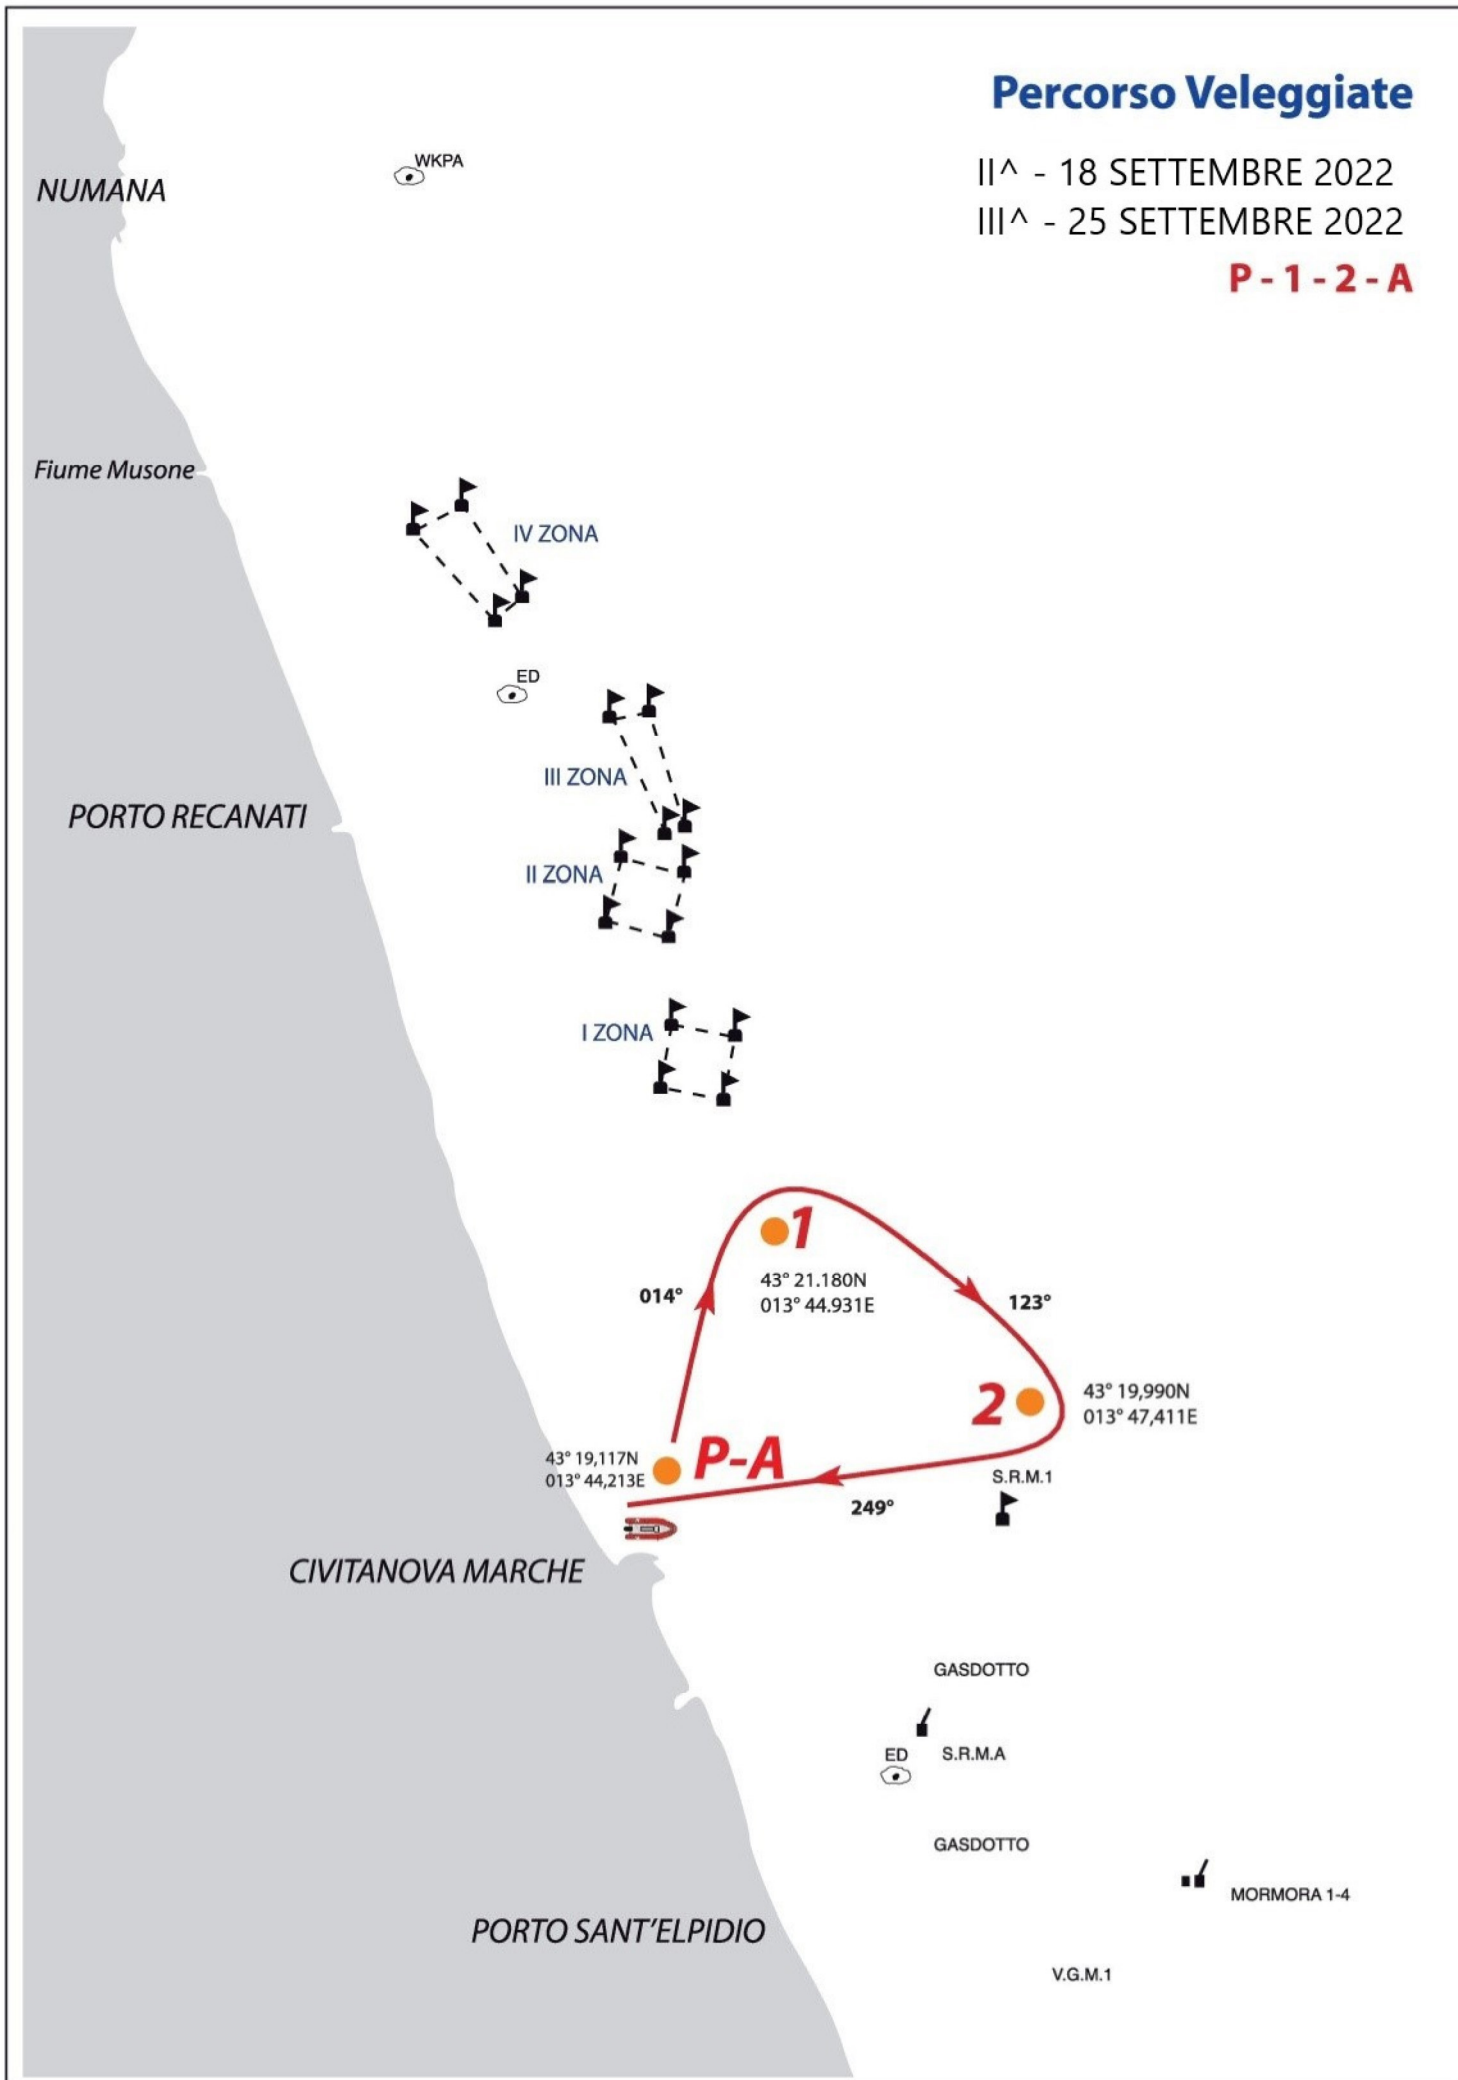 Percorso Veleggiate
II^ - 18 SETTEMBRE 2022
III^ - 25 SETTEMBRE 2022
P - 1 - 2 - A
WKPA
NUMANA
Fiume Musone
IV ZONA
ED
III ZONA
PORTO RECANATI
II ZONA
I ZONA
1
43° 21.180N
013° 44.931E
014°
123°
2
43° 19,990N
013° 47,411E
P-A
43° 19,117N
013° 44,213E
S.R.M.1
249°
CIVITANOVA MARCHE
GASDOTTO
ED
S.R.M.A
GASDOTTO
MORMORA 1-4
PORTO SANT'ELPIDIO
V.G.M.1